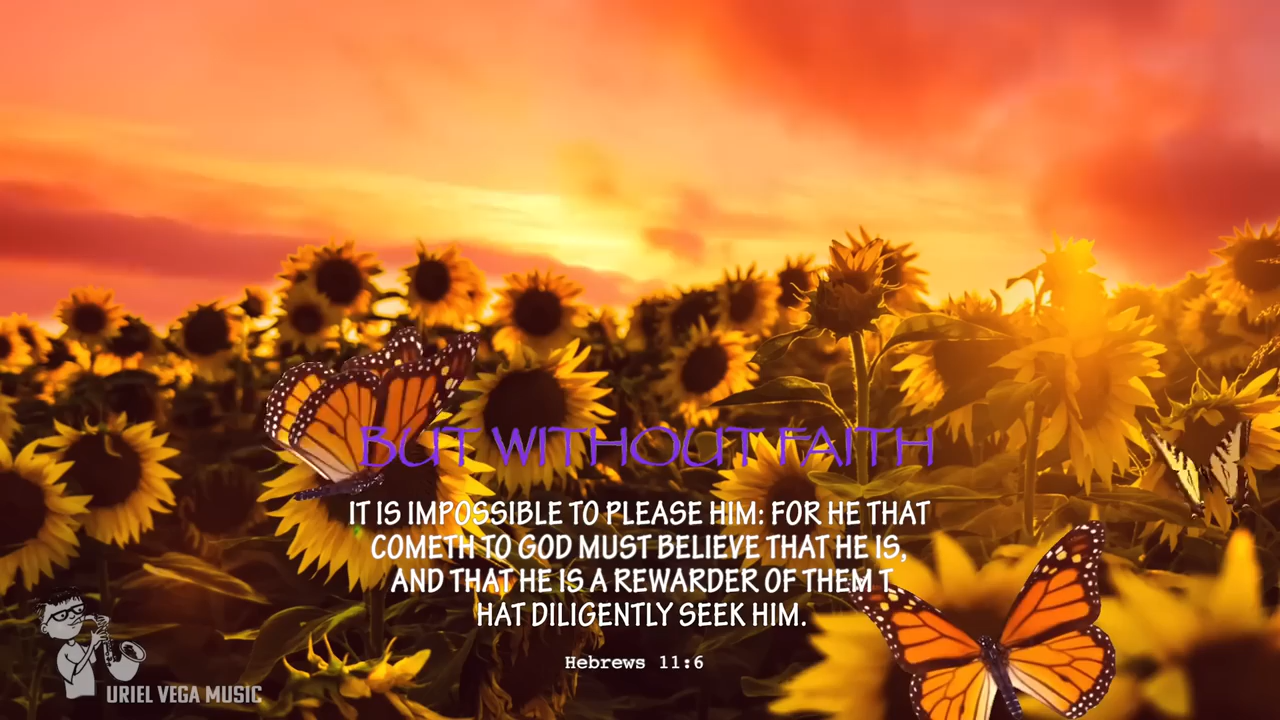 BUT WITHOUT FAITH
IT IS IMPOSSIBLE TO PLEASE HIM: FOR HE THAT
COMETH TO GOD MUST BELIEVE THAT HE IS,
AND THAT HE IS A REWARDER OF THEM T
HAT DILIGENTLY SEEK HIM.
Hebrews 11:6
URIEL VEGA MUSIC